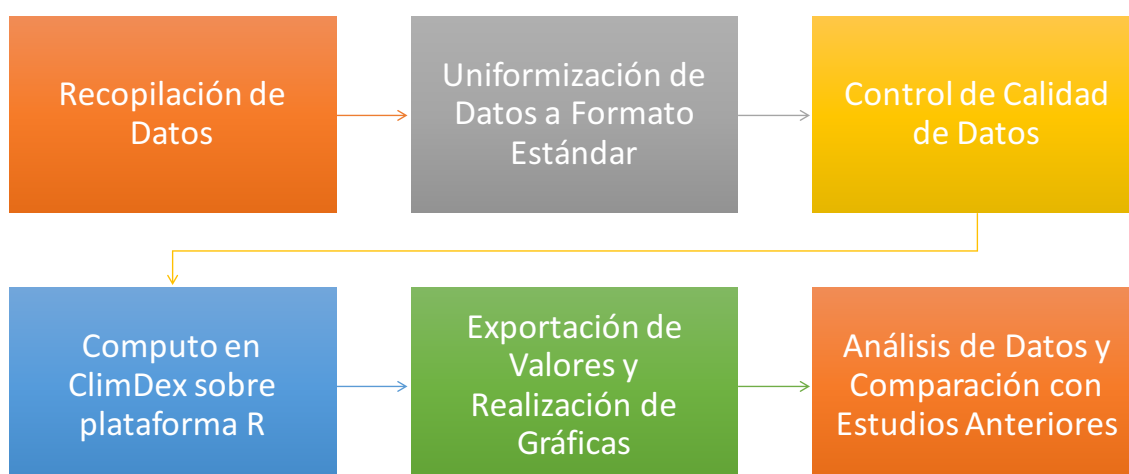 Recopilación de
Datos
Uniformización de
Datos a Formato
Estándar
Control de Calidad
de Datos
Computo en
ClimDex sobre
plataforma R
Exportación de
Valores y
Realización de
Gráficas
Análisis de Datos y
Comparación con
Estudios Anteriores